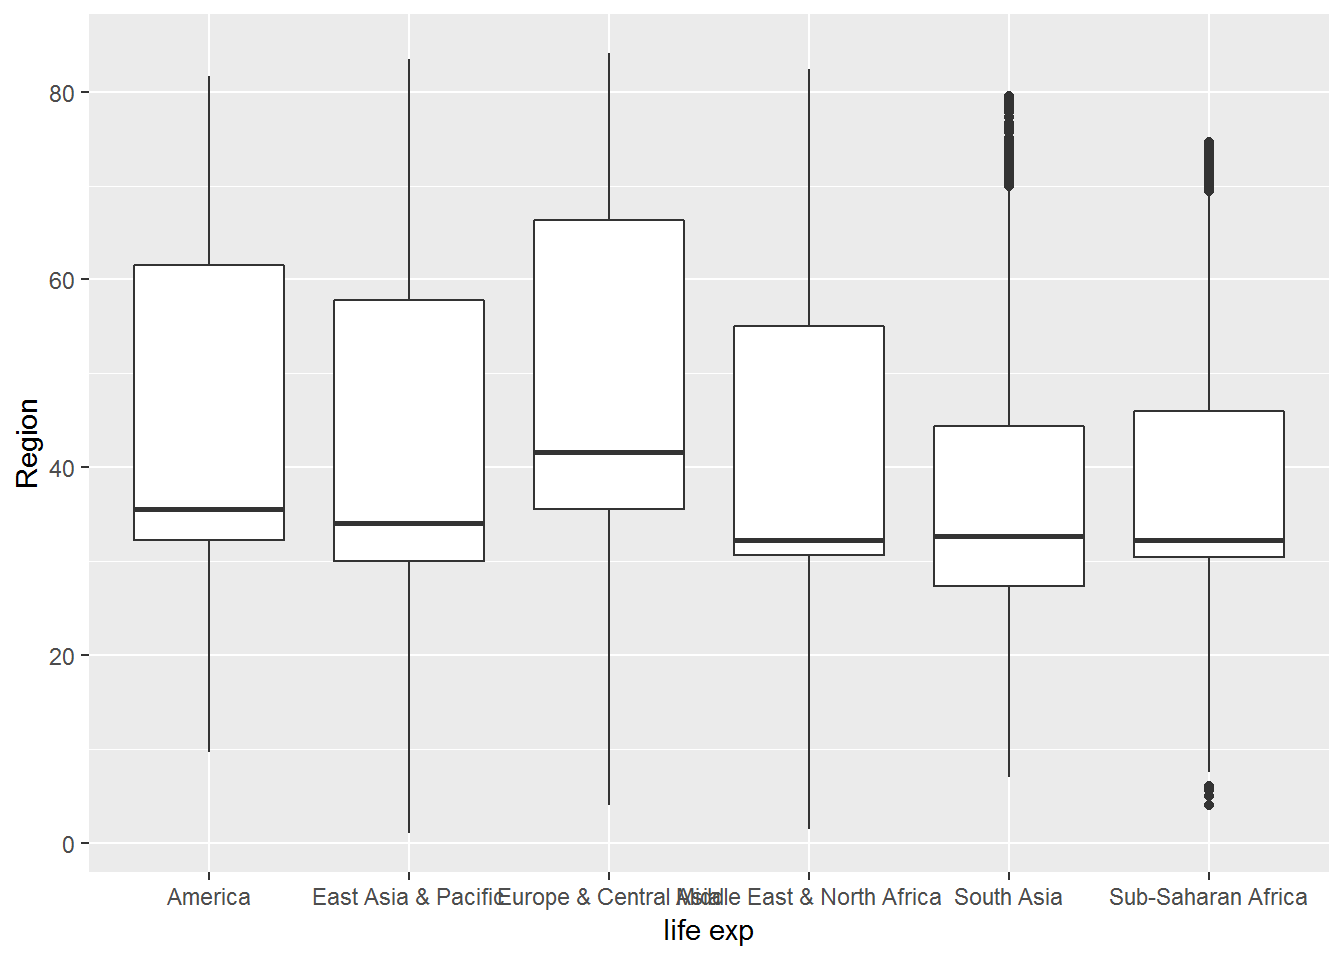 80
60
40
20
0
Region
America
East Asia & Pacific
Europe & Central Asia
Middle East & North Africa
South Asia
Sub-Saharan Africa
life exp